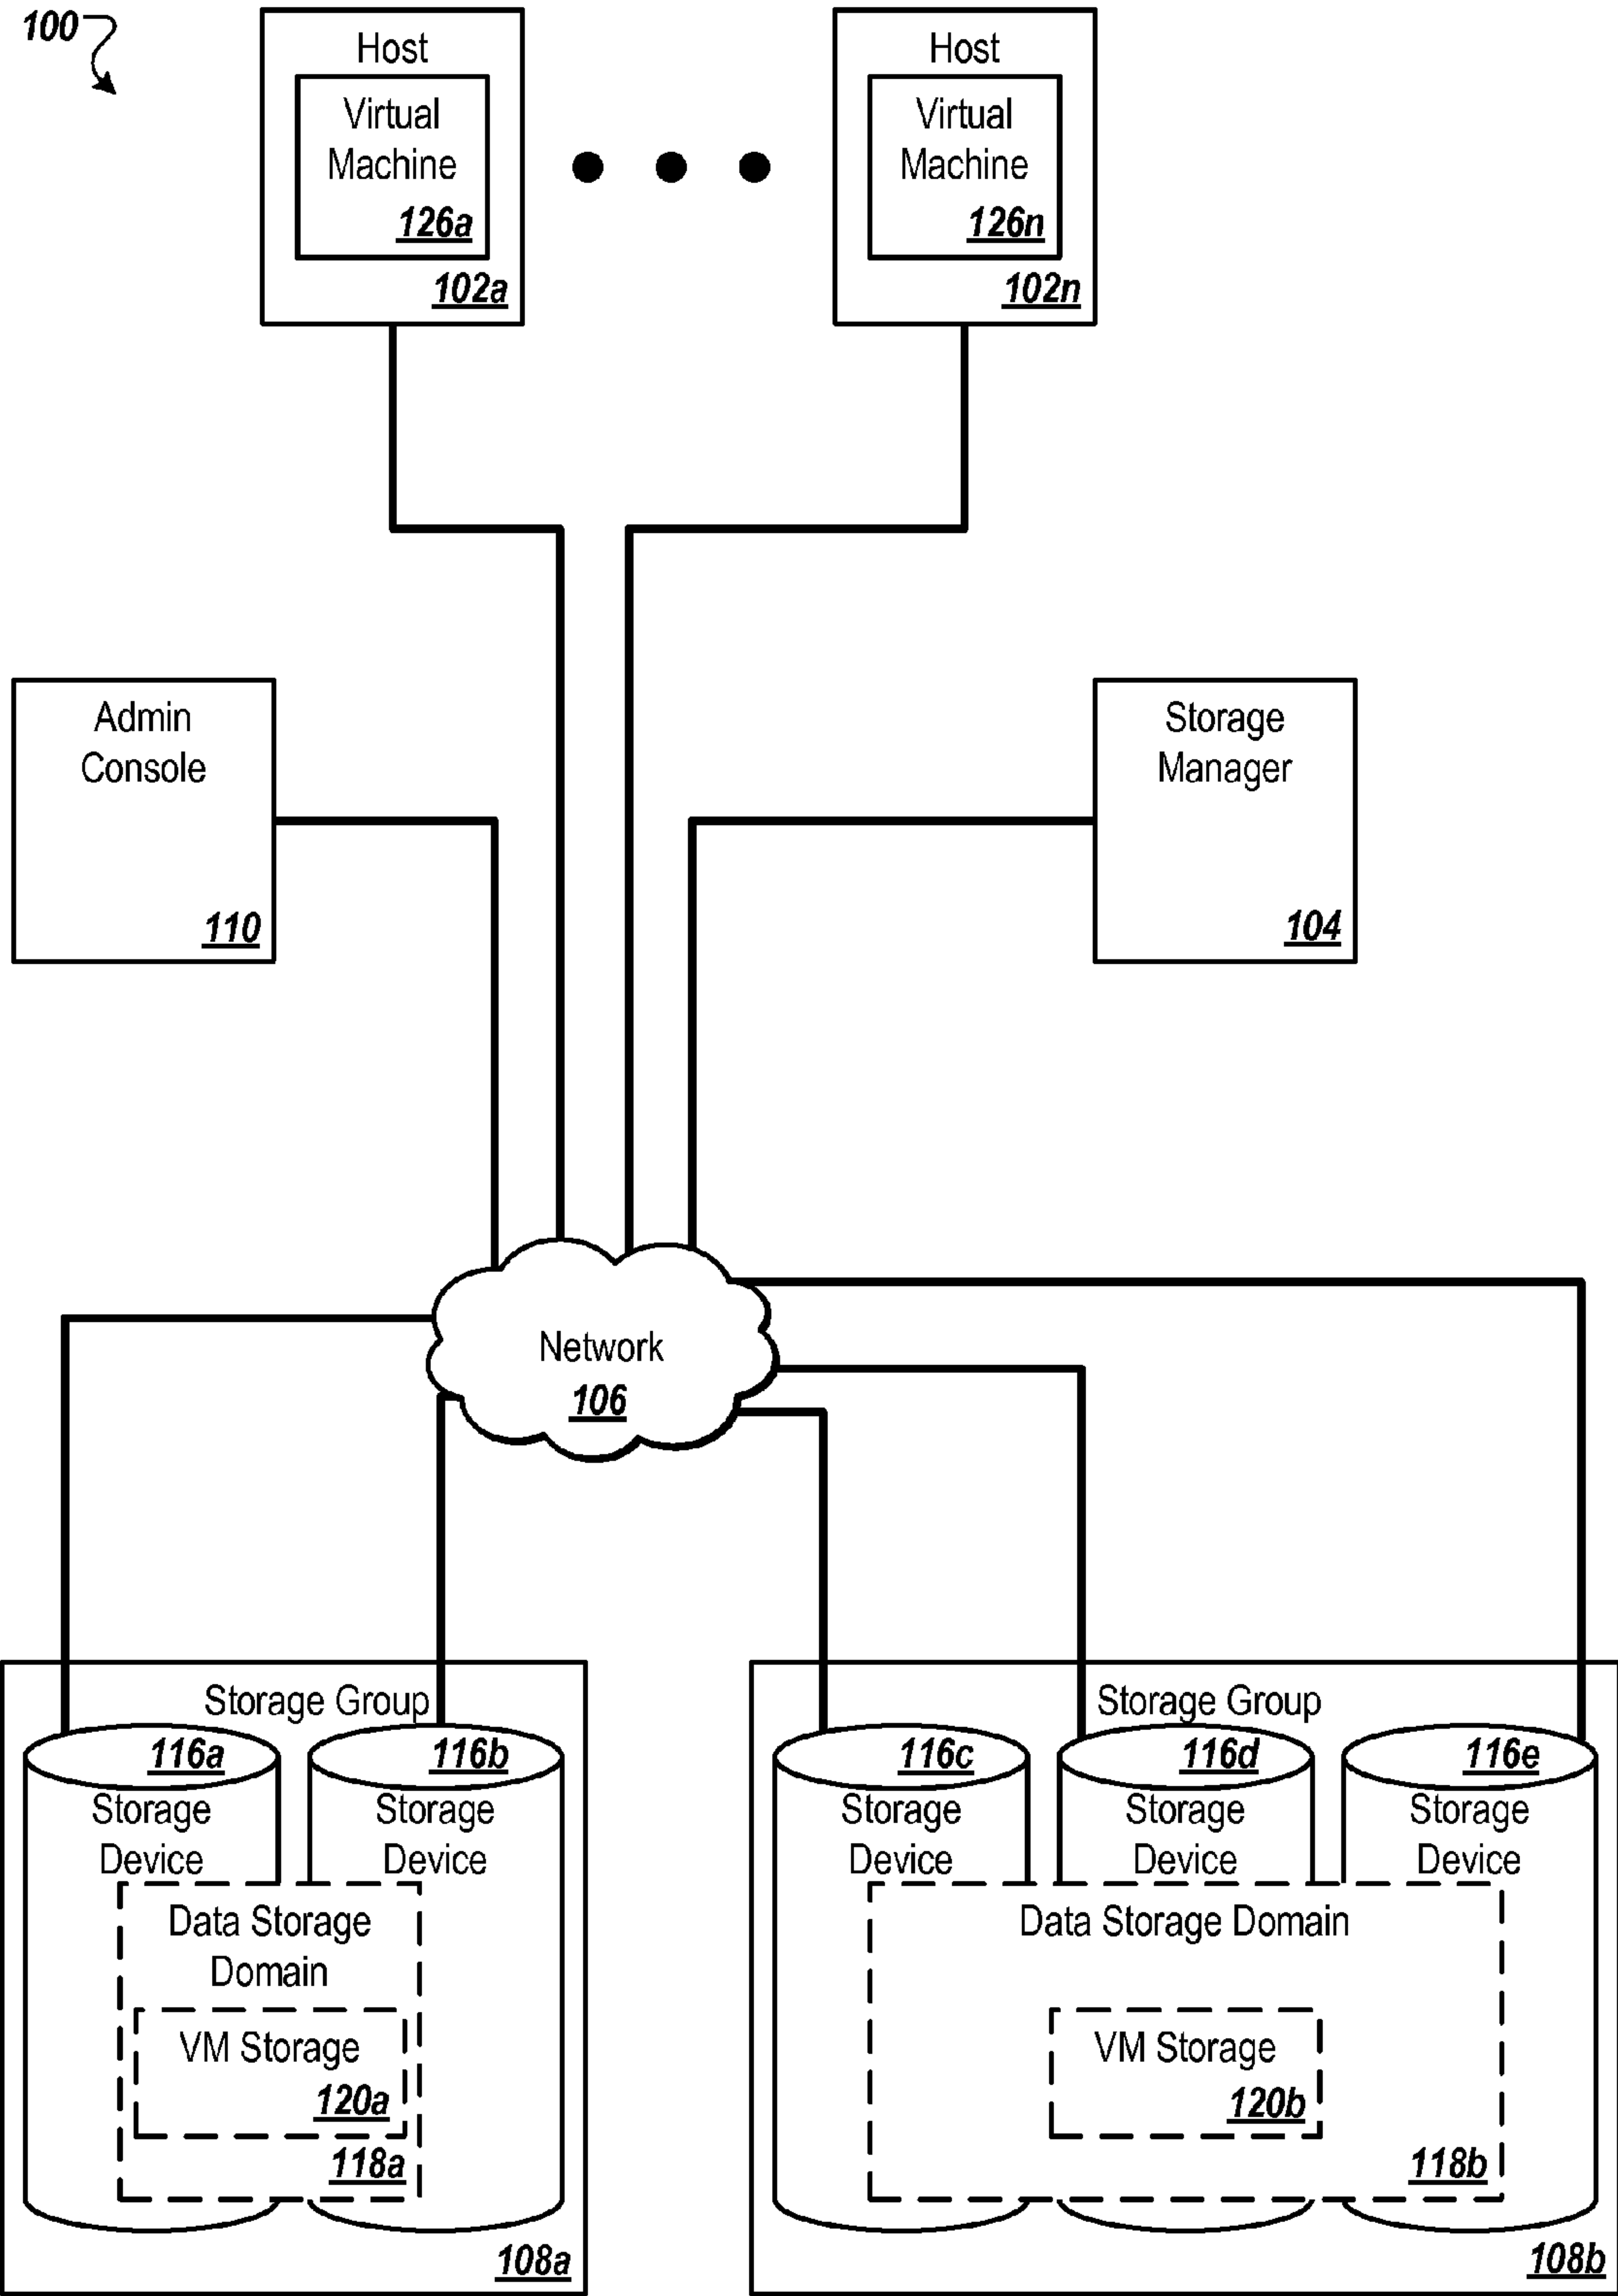 100
Host
Virtual
Machine
126a
102a
Host
Virtual
Machine
126n
102n
Admin
Console
110
Storage
Manager
104
Network
106
Storage Group
116a
Storage
Device
116b
Storage
Device
Data Storage
Domain
VM Storage
120a
118a
108a
Storage Group
116c
Storage
Device
116d
Storage
Device
116e
Storage
Device
Data Storage Domain
VM Storage
120b
118b
108b